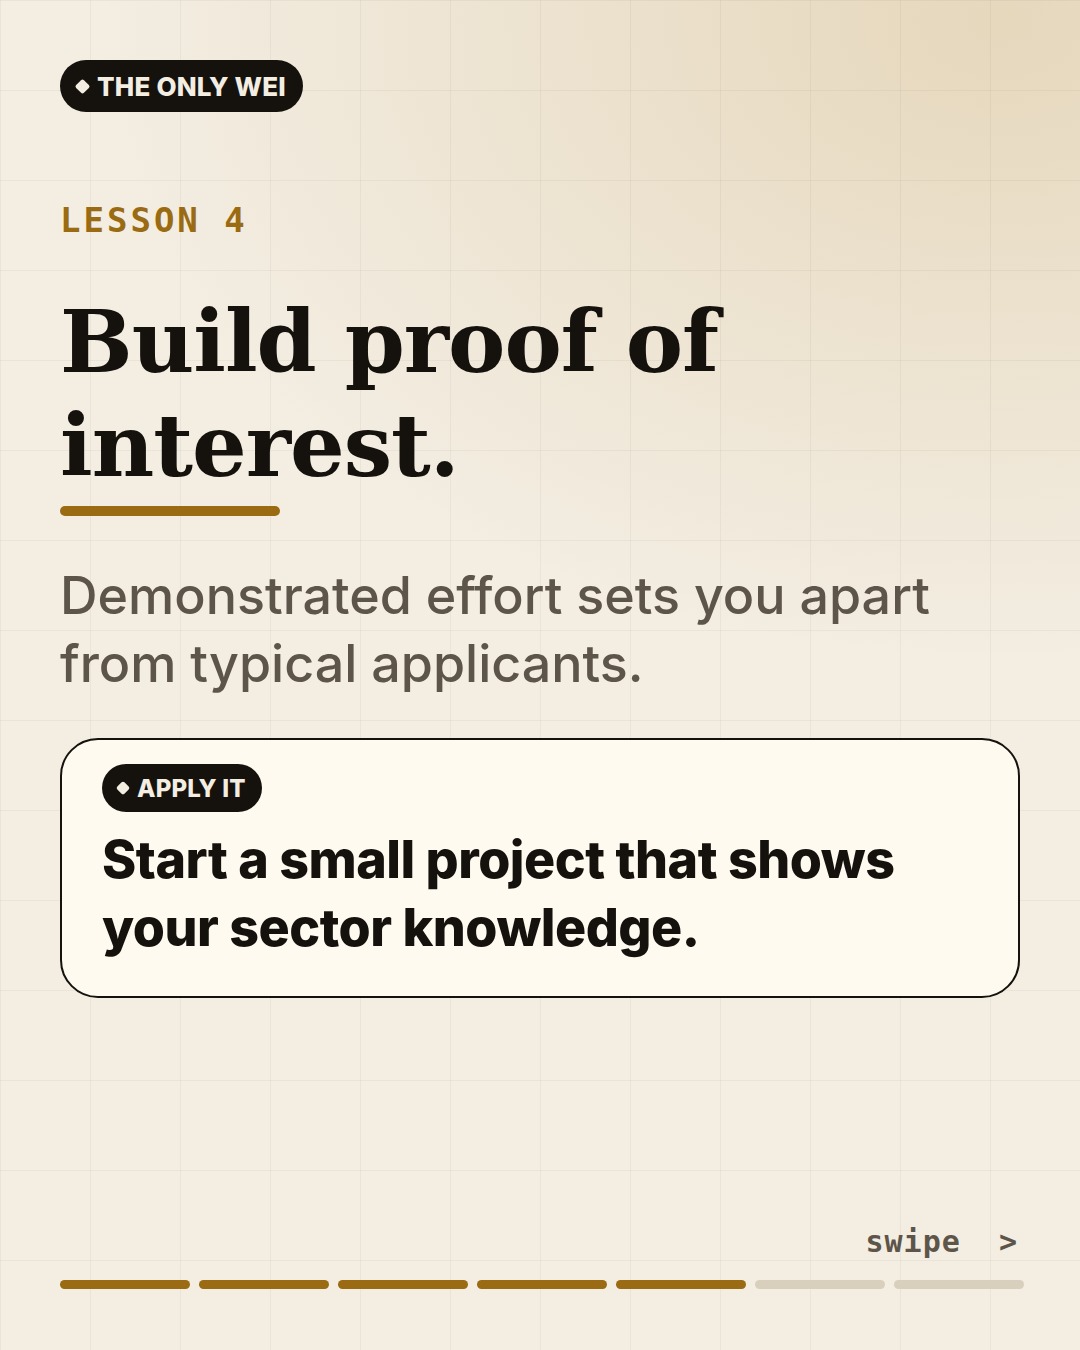 THE ONLY WEI
LESSON 4
Build proof of
interest.
Demonstrated effort sets you apart
from typical applicants.
APPLY IT
Start a small project that shows
your sector knowledge.
swipe >